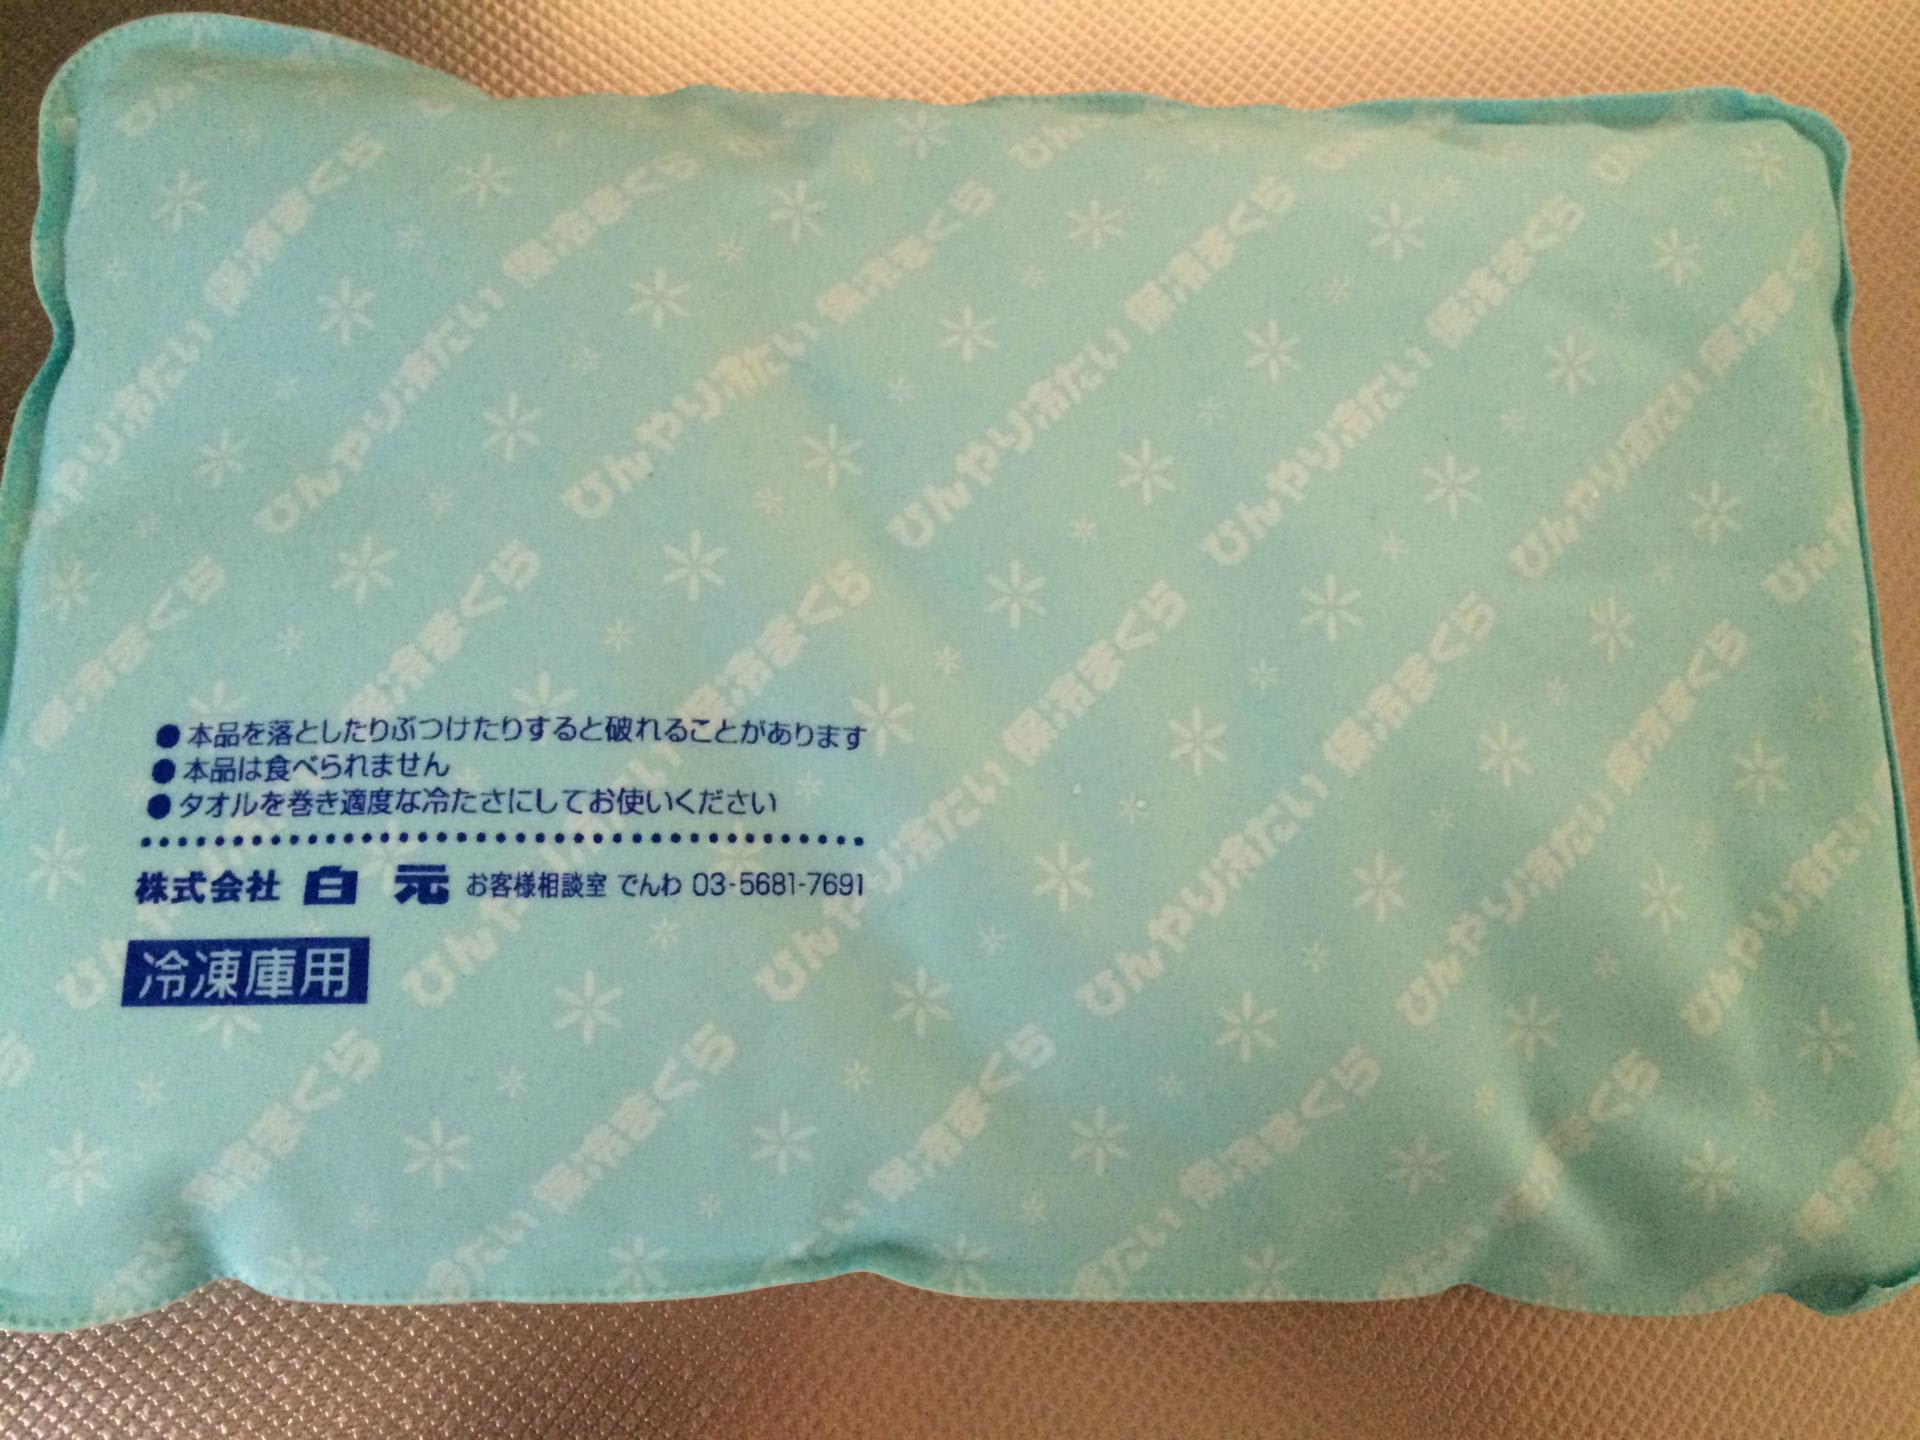 ひんやり冷たい 保冷まくら
●本品を落としたりぶつけたりすると破れることがあります
●本品は食べられません
●タオルを巻き適度な冷たさにしてお使いください
株式会社 白元 お客様相談室 でんわ 03-5681-7691
冷凍庫用